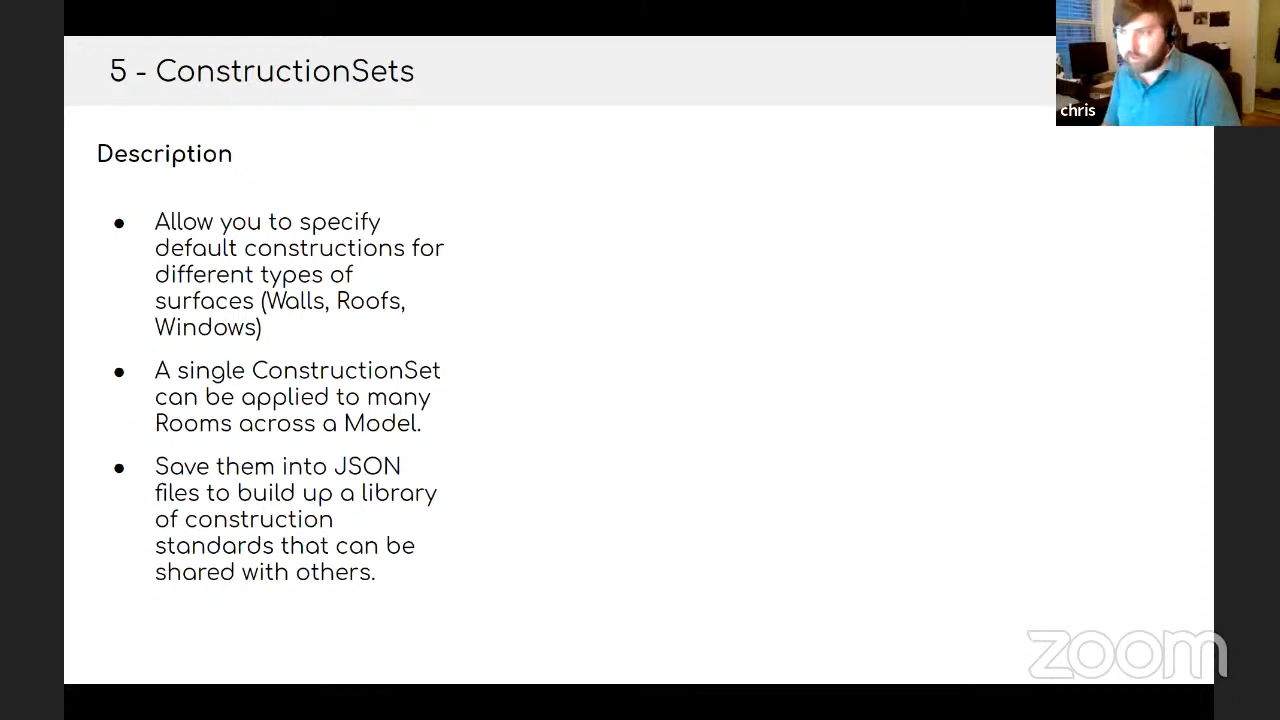 5 - ConstructionSets
chris
Description
● Allow you to specify
default constructions for
different types of
surfaces (Walls, Roofs,
Windows)
● A single ConstructionSet
can be applied to many
Rooms across a Model.
● Save them into JSON
files to build up a library
of construction
standards that can be
shared with others.
zoom